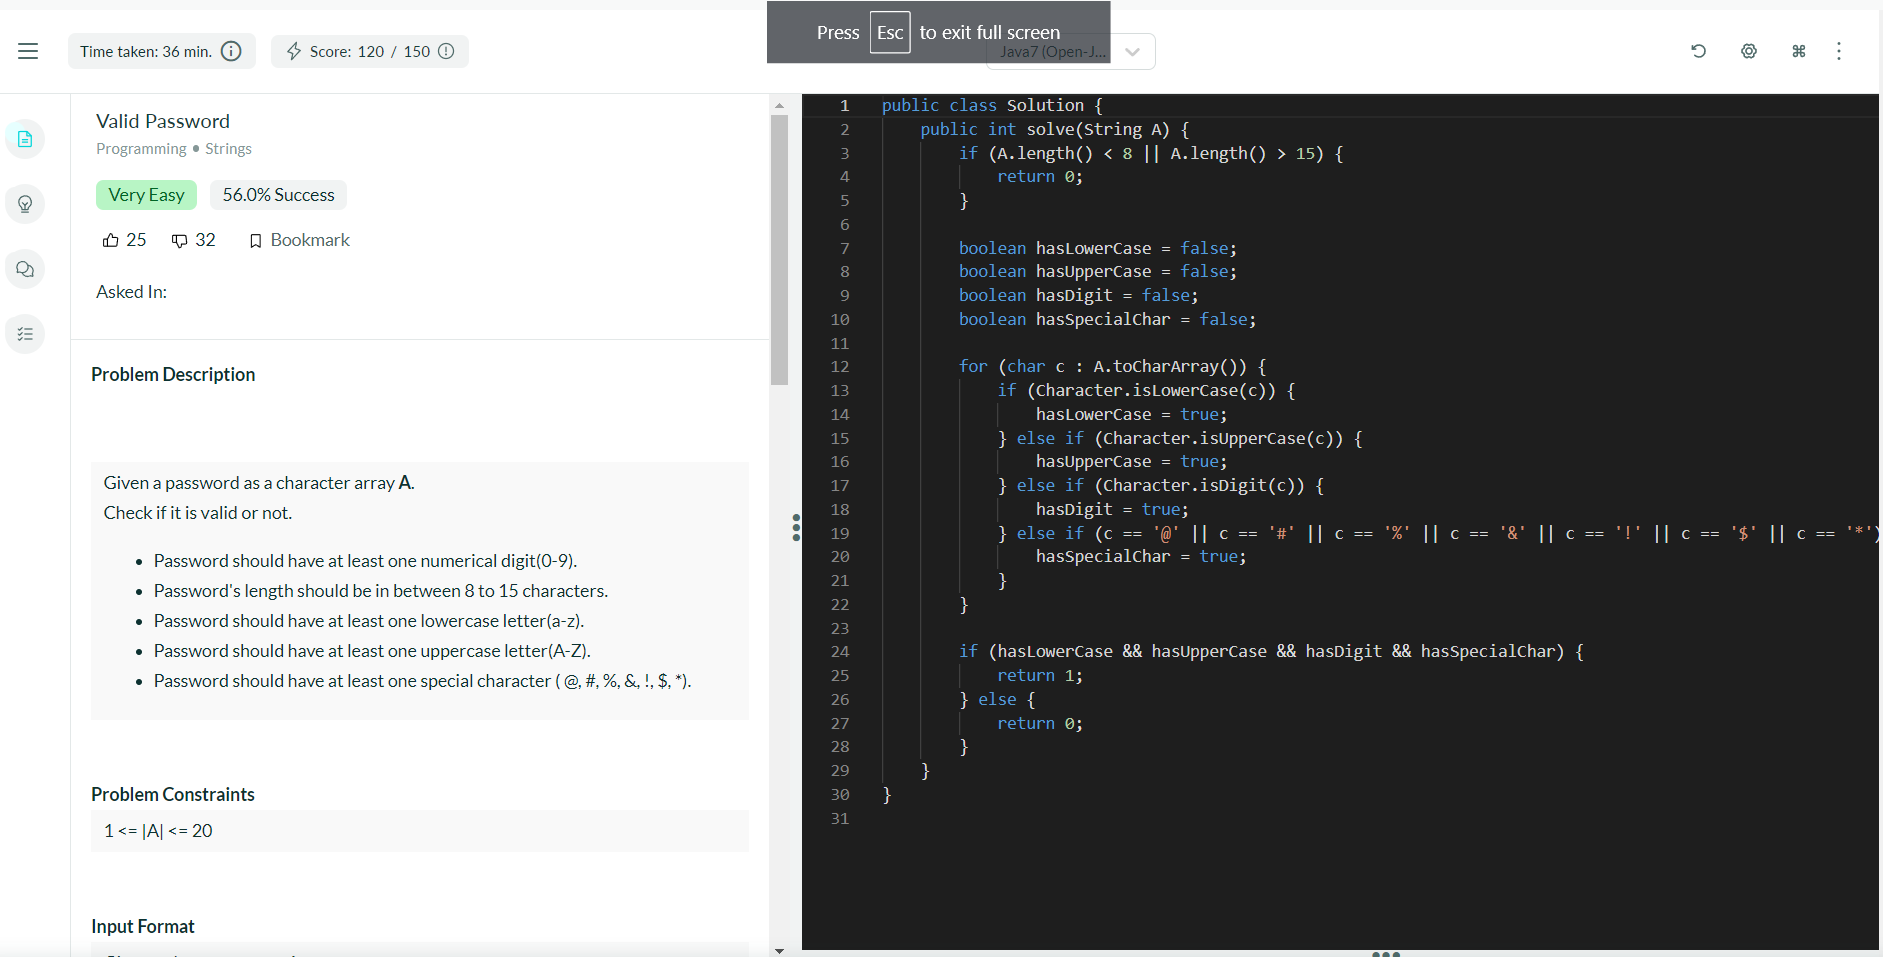 Press Esc to exit full screen
Time taken: 36 min.
Score: 120 / 150
Java7 (Open-J...
Valid Password
Programming • Strings
Very Easy 56.0% Success
25 32 Bookmark
Asked In:
Problem Description
Given a password as a character array A.
Check if it is valid or not.
• Password should have at least one numerical digit(0-9).
• Password's length should be in between 8 to 15 characters.
• Password should have at least one lowercase letter(a-z).
• Password should have at least one uppercase letter(A-Z).
• Password should have at least one special character ( @, #, %, &, !, $, *).
Problem Constraints
1 <= |A| <= 20
Input Format
1 public class Solution {
2 public int solve(String A) {
3 if (A.length() < 8 || A.length() > 15) {
4 return 0;
5 }
6
7 boolean hasLowerCase = false;
8 boolean hasUpperCase = false;
9 boolean hasDigit = false;
10 boolean hasSpecialChar = false;
11
12 for (char c : A.toCharArray()) {
13 if (Character.isLowerCase(c)) {
14 hasLowerCase = true;
15 } else if (Character.isUpperCase(c)) {
16 hasUpperCase = true;
17 } else if (Character.isDigit(c)) {
18 hasDigit = true;
19 } else if (c == '@' || c == '#' || c == '%' || c == '&' || c == '!' || c == '$' || c == '*')
20 hasSpecialChar = true;
21 }
22 }
23
24 if (hasLowerCase && hasUpperCase && hasDigit && hasSpecialChar) {
25 return 1;
26 } else {
27 return 0;
28 }
29 }
30 }
31